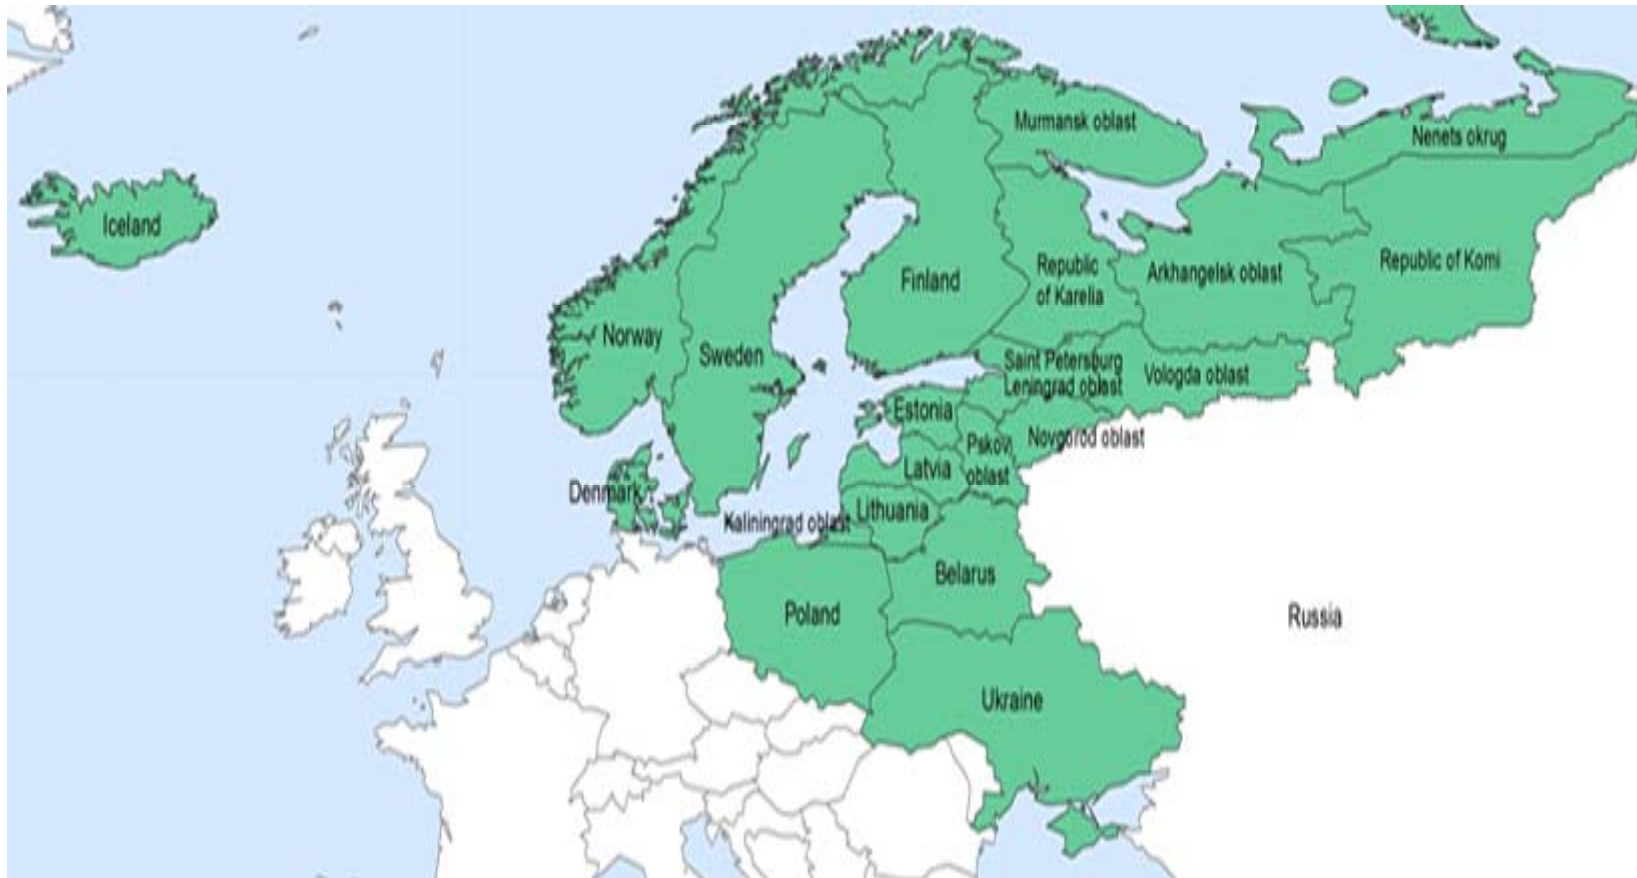 Murmansk oblast
Nenets okrug
Iceland
Finland
Republic
of Karelia
Arkhangelsk oblast
Republic of Komi
Norway
Sweden
Saint Petersburg
Leningrad oblast
Vologda oblast
Estonia
Pskov
oblast
Novgorod oblast
Latvia
Denmark
Kaliningrad oblast
Lithuania
Belarus
Poland
Russia
Ukraine